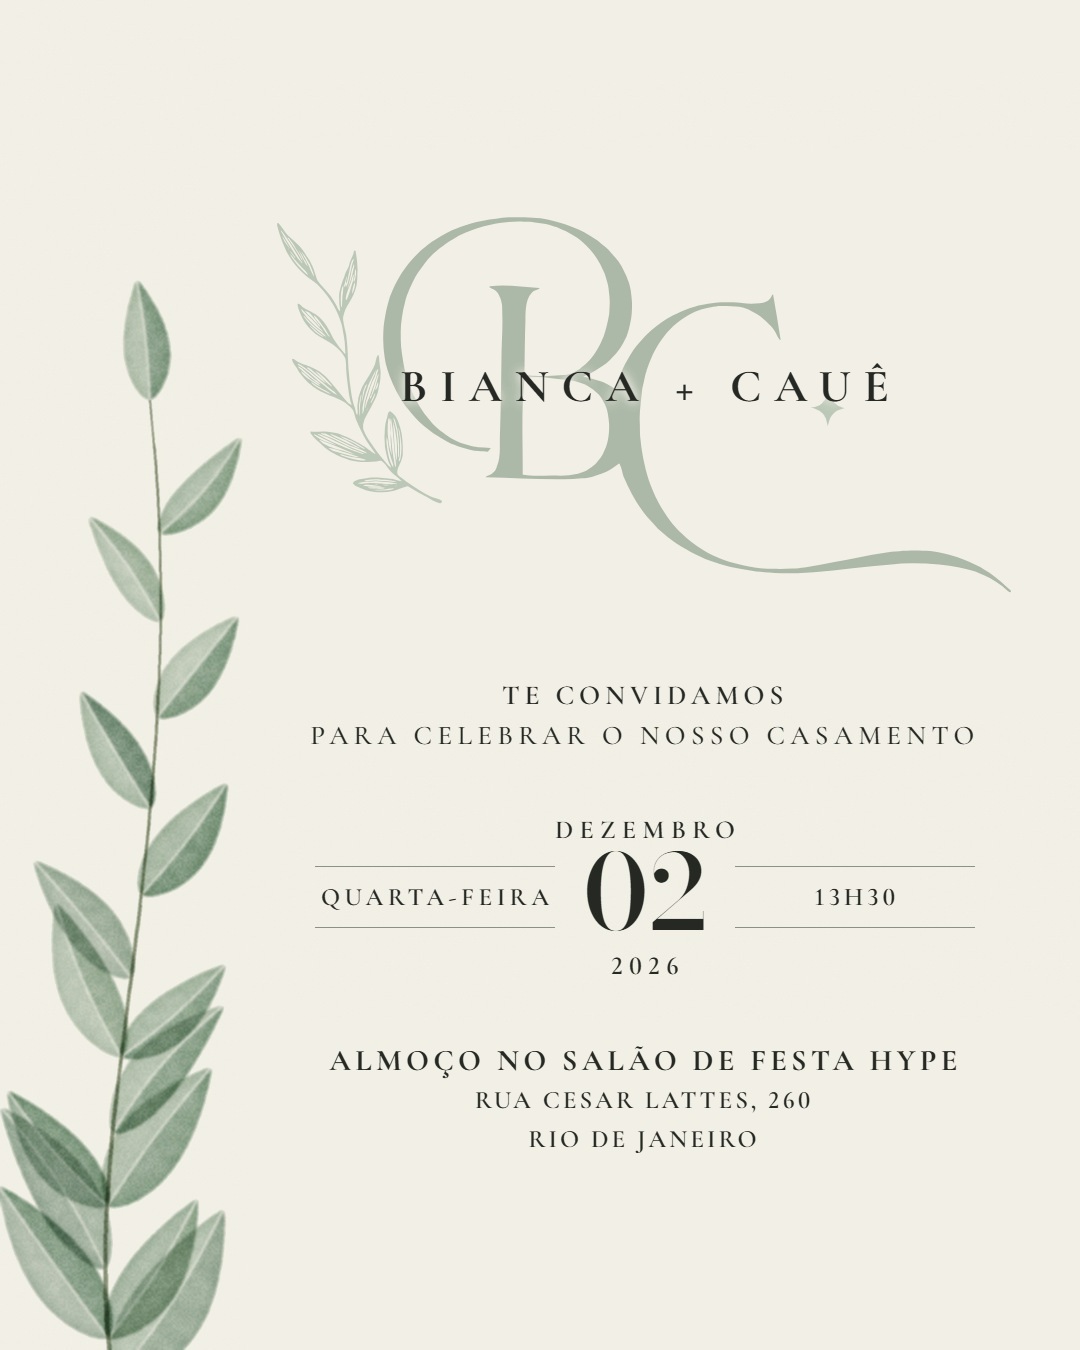 BC
BIANCA + CAUÊ
TE CONVIDAMOS
PARA CELEBRAR O NOSSO CASAMENTO
DEZEMBRO
QUARTA-FEIRA 02 13H30
2026
ALMOÇO NO SALÃO DE FESTA HYPE
RUA CESAR LATTES, 260
RIO DE JANEIRO